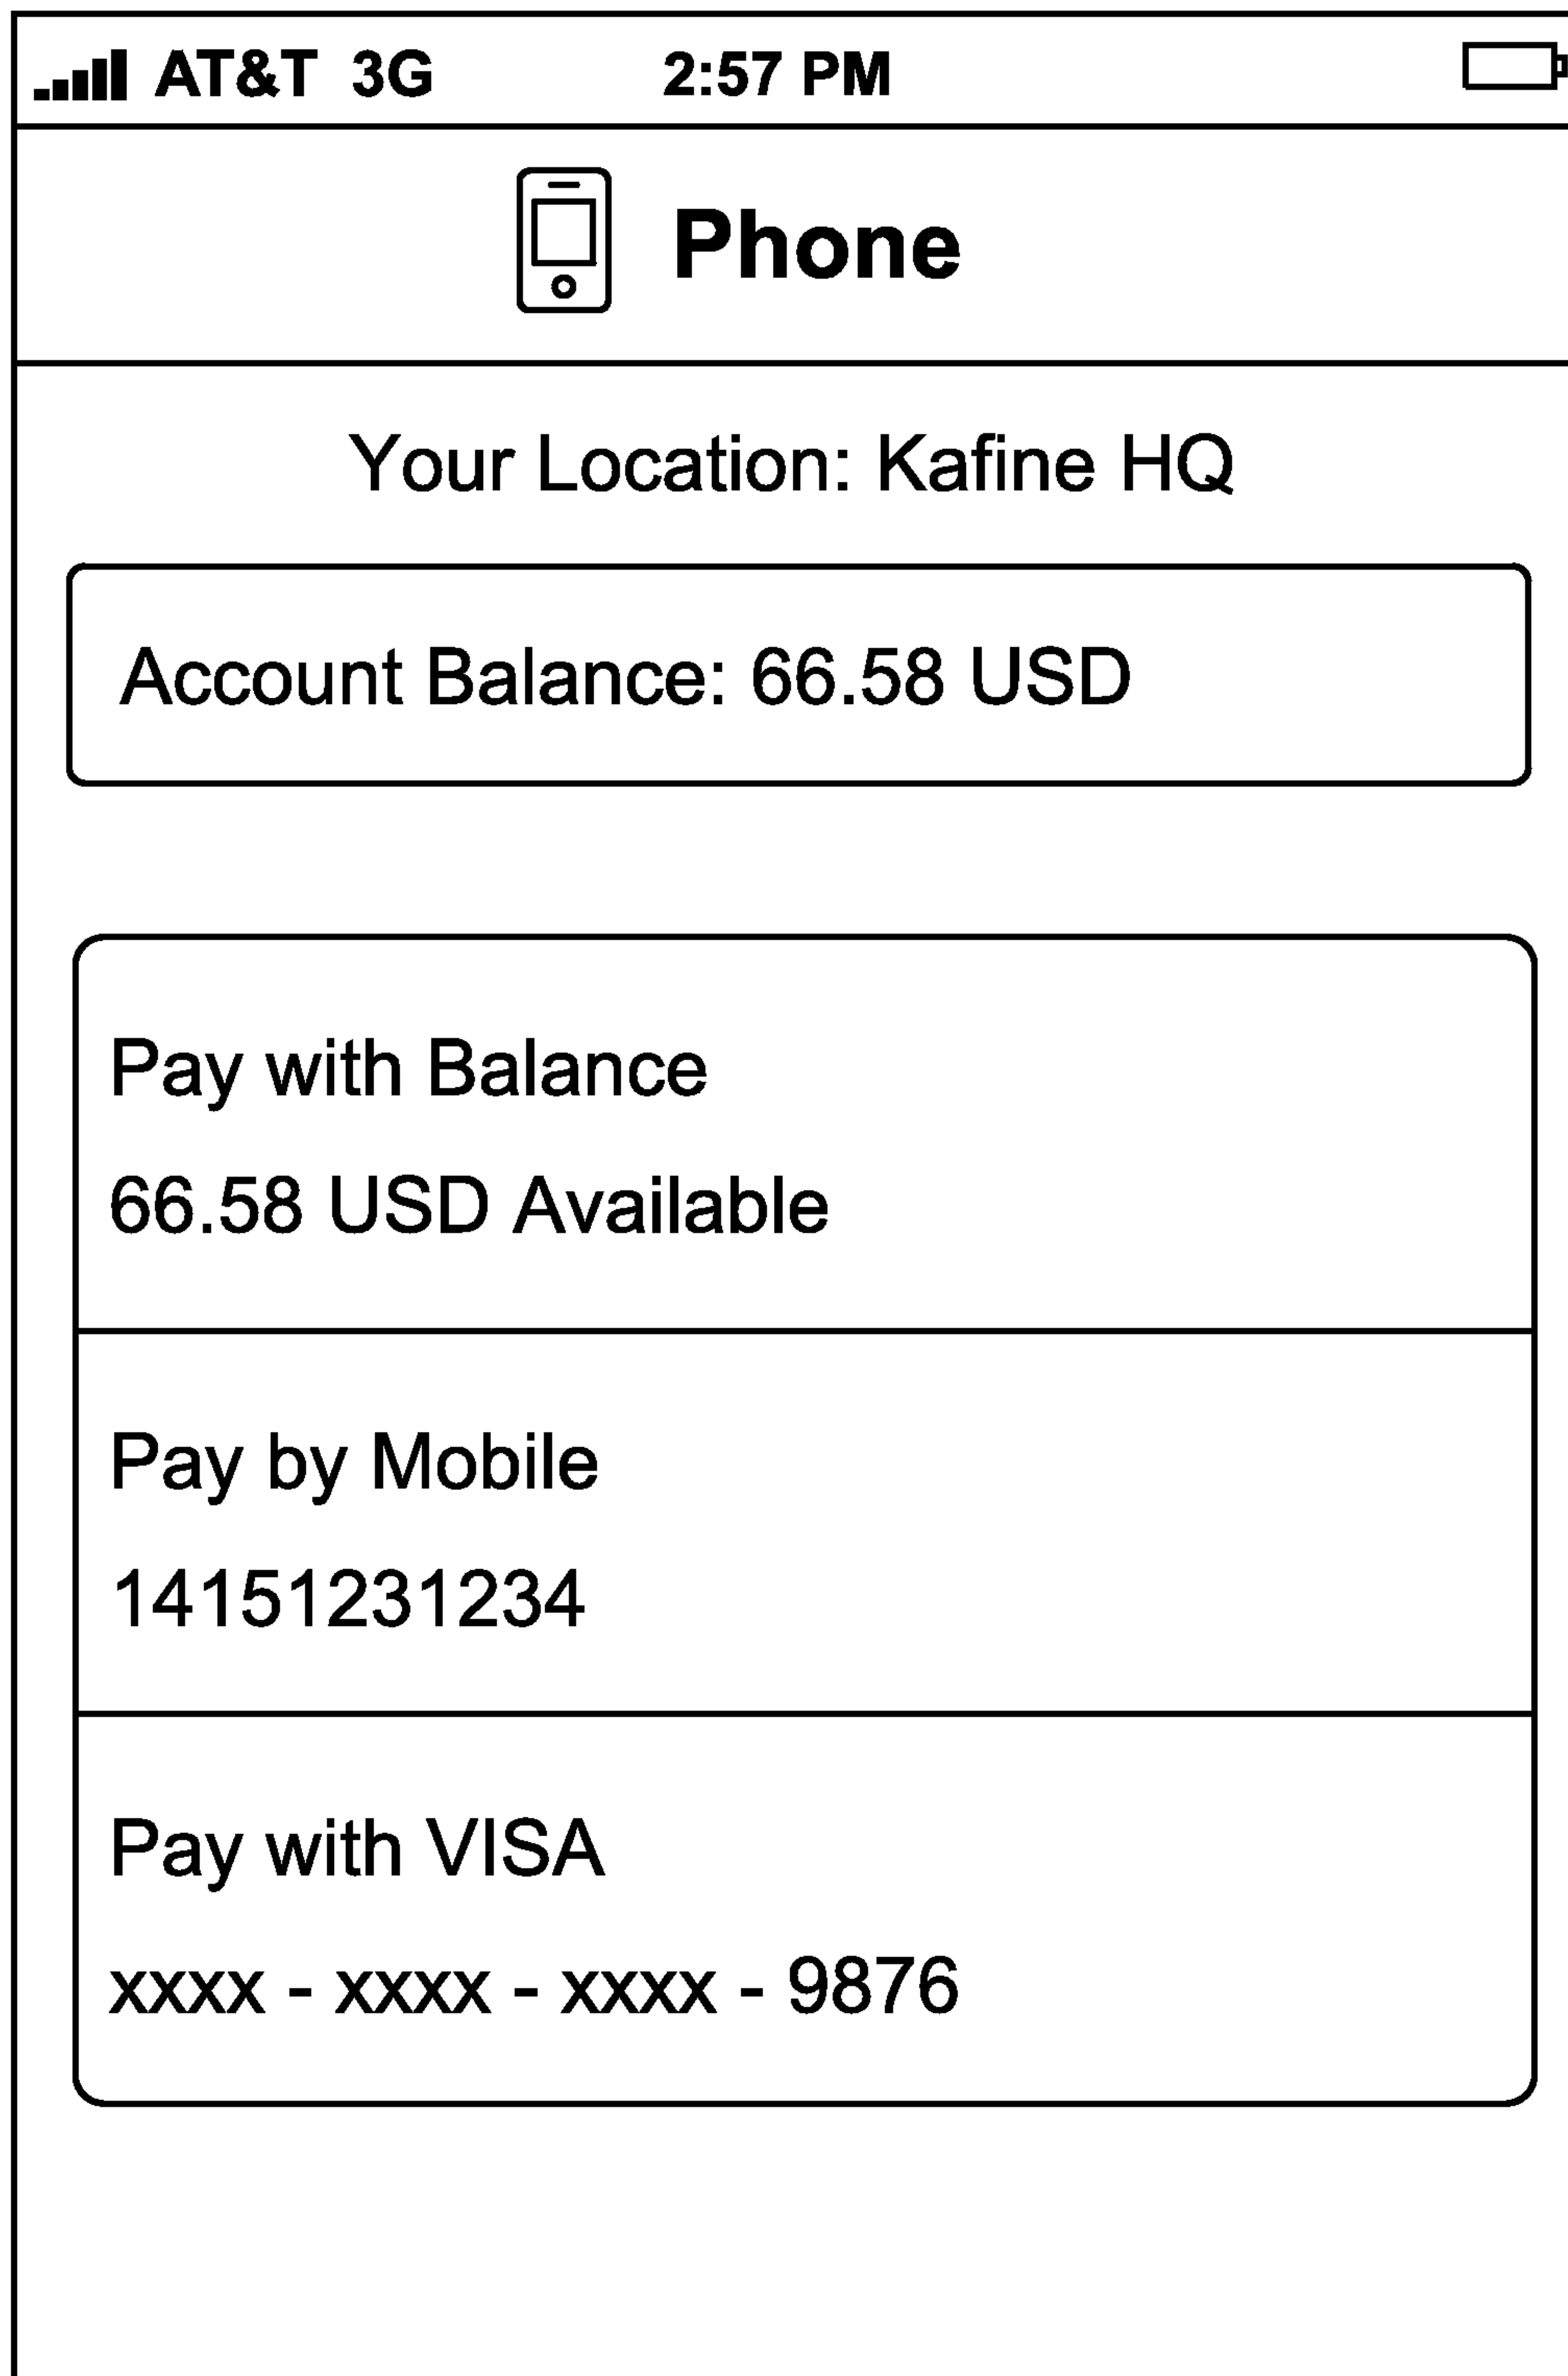 AT&T 3G 2:57 PM
Phone
Your Location: Kafine HQ
Account Balance: 66.58 USD
Pay with Balance
66.58 USD Available
Pay by Mobile
14151231234
Pay with VISA
xxxx - xxxx - xxxx - 9876